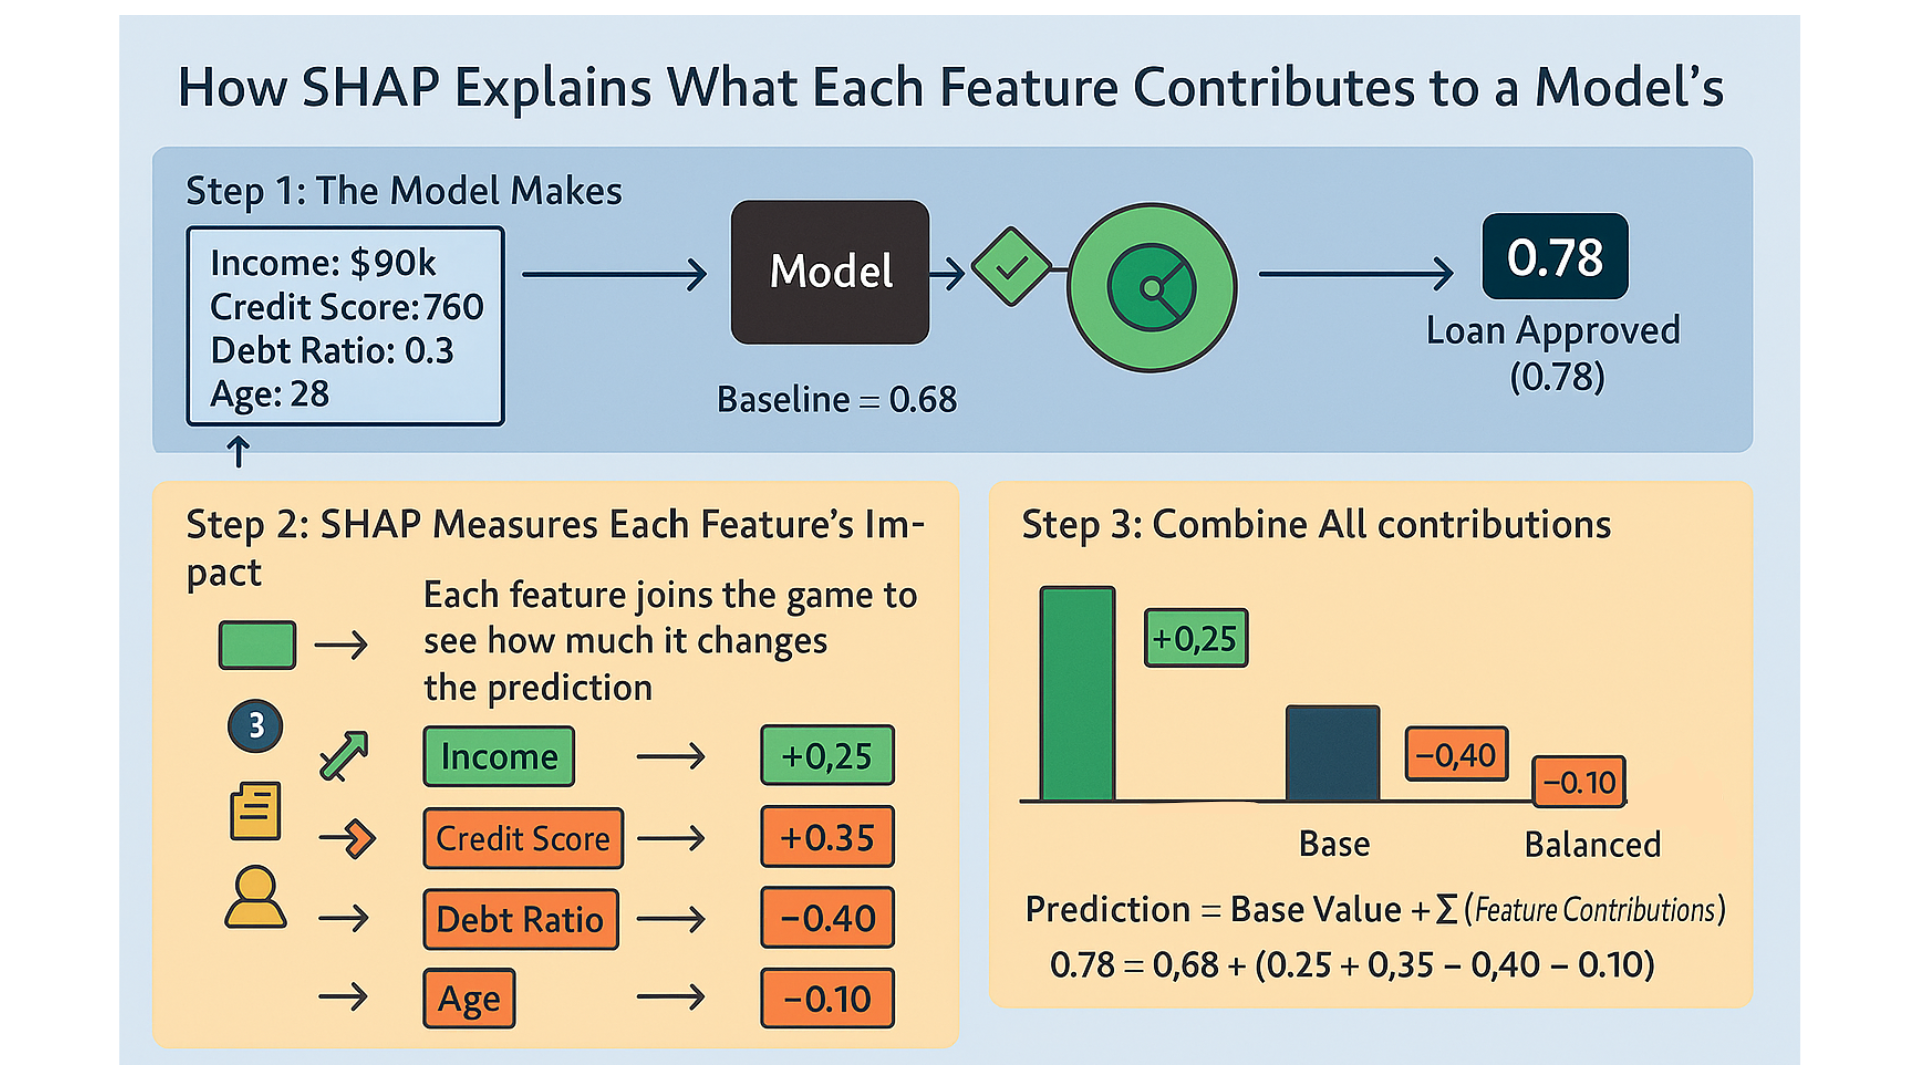 How SHAP Explains What Each Feature Contributes to a Model's
Step 1: The Model Makes
Income: $90k
Credit Score: 760
Debt Ratio: 0.3
Age: 28
Model
Baseline = 0.68
0.78
Loan Approved
(0.78)
Step 2: SHAP Measures Each Feature's Im-
pact
Each feature joins the game to
see how much it changes
the prediction
3
Income
+0,25
Credit Score
+0.35
Debt Ratio
−0.40
Age
−0.10
Step 3: Combine All contributions
+0,25
−0,40
−0.10
Base
Balanced
Prediction = Base Value + Σ (Feature Contributions)
0.78 = 0,68 + (0.25 + 0,35 − 0,40 − 0.10)